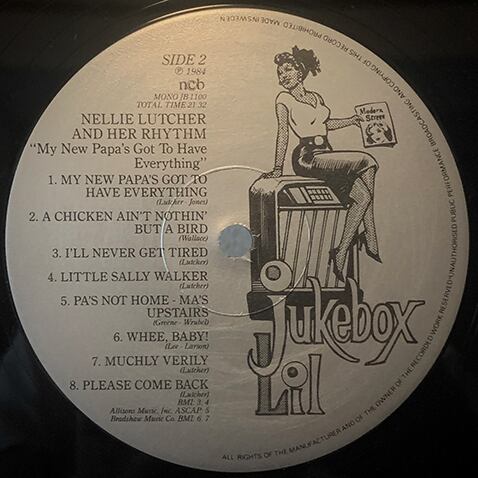 SIDE 2
Ⓟ 1984
ncb
MONO JB 1100
TOTAL TIME 21:32
NELLIE LUTCHER
AND HER RHYTHM
"My New Papa's Got To Have
Everything"
1. MY NEW PAPA'S GOT TO
HAVE EVERYTHING
(Lutcher - Jones)
2. A CHICKEN AIN'T NOTHIN'
BUT A BIRD
(Wallace)
3. I'LL NEVER GET TIRED
(Lutcher)
4. LITTLE SALLY WALKER
(Lutcher)
5. PA'S NOT HOME - MA'S
UPSTAIRS
(Greene - Wrubel)
6. WHEE, BABY!
(Lee - Larson)
7. MUCHLY VERILY
(Lutcher)
8. PLEASE COME BACK
(Lutcher)
BMI: 3, 4
Allisons Music, Inc. ASCAP: 5
Bradshaw Music Co. BMI: 6, 7
Modern
Screen
Jukebox
Lil
ALL RIGHTS OF THE MANUFACTURER AND OF THE OWNER OF THE RECORDED WORK RESERVED UNAUTHORISED PUBLIC PERFORMANCE, BROADCASTING AND COPYING OF THIS RECORD PROHIBITED. MADE IN SWEDEN